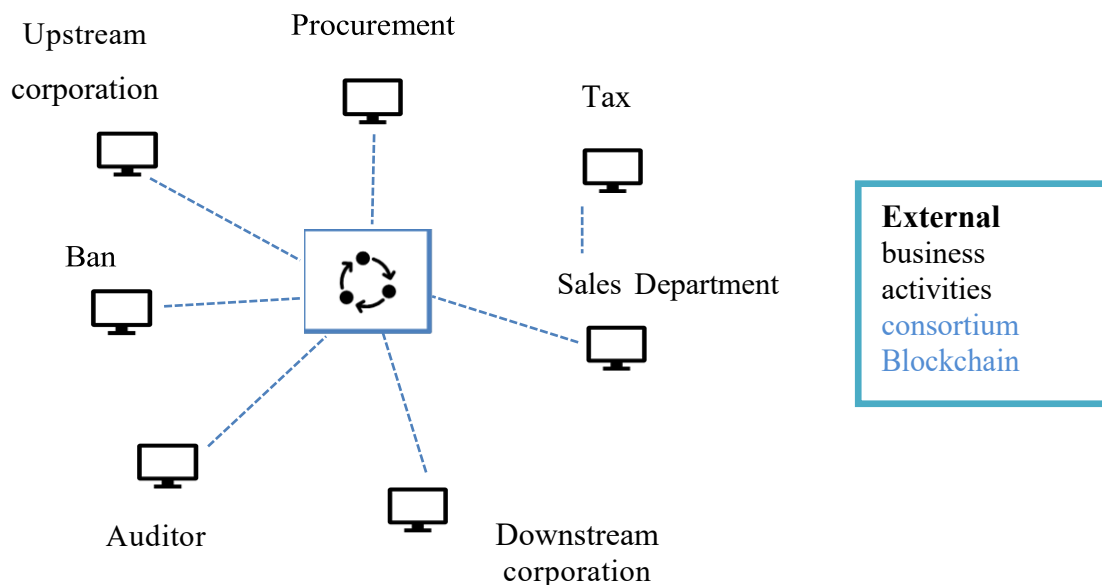 Upstream
corporation
Procurement
Tax
Ban
Sales Department
External
business
activities
consortium
Blockchain
Auditor
Downstream
corporation